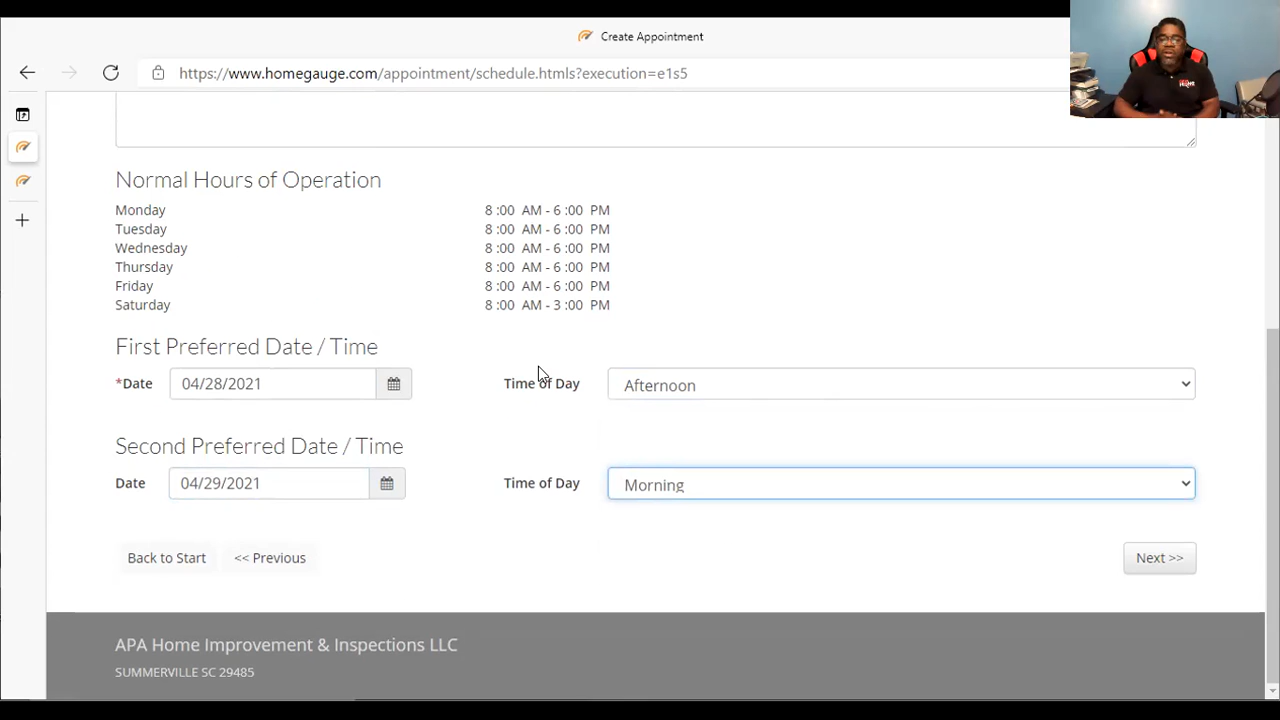 Create Appointment
https://www.homegauge.com/appointment/schedule.htmls?execution=e1s5
Normal Hours of Operation
Monday 8 :00 AM - 6 :00 PM
Tuesday 8 :00 AM - 6 :00 PM
Wednesday 8 :00 AM - 6 :00 PM
Thursday 8 :00 AM - 6 :00 PM
Friday 8 :00 AM - 6 :00 PM
Saturday 8 :00 AM - 3 :00 PM
First Preferred Date / Time
*Date 04/28/2021 Time of Day Afternoon
Second Preferred Date / Time
Date 04/29/2021 Time of Day Morning
Back to Start << Previous Next >>
APA Home Improvement & Inspections LLC
SUMMERVILLE SC 29485